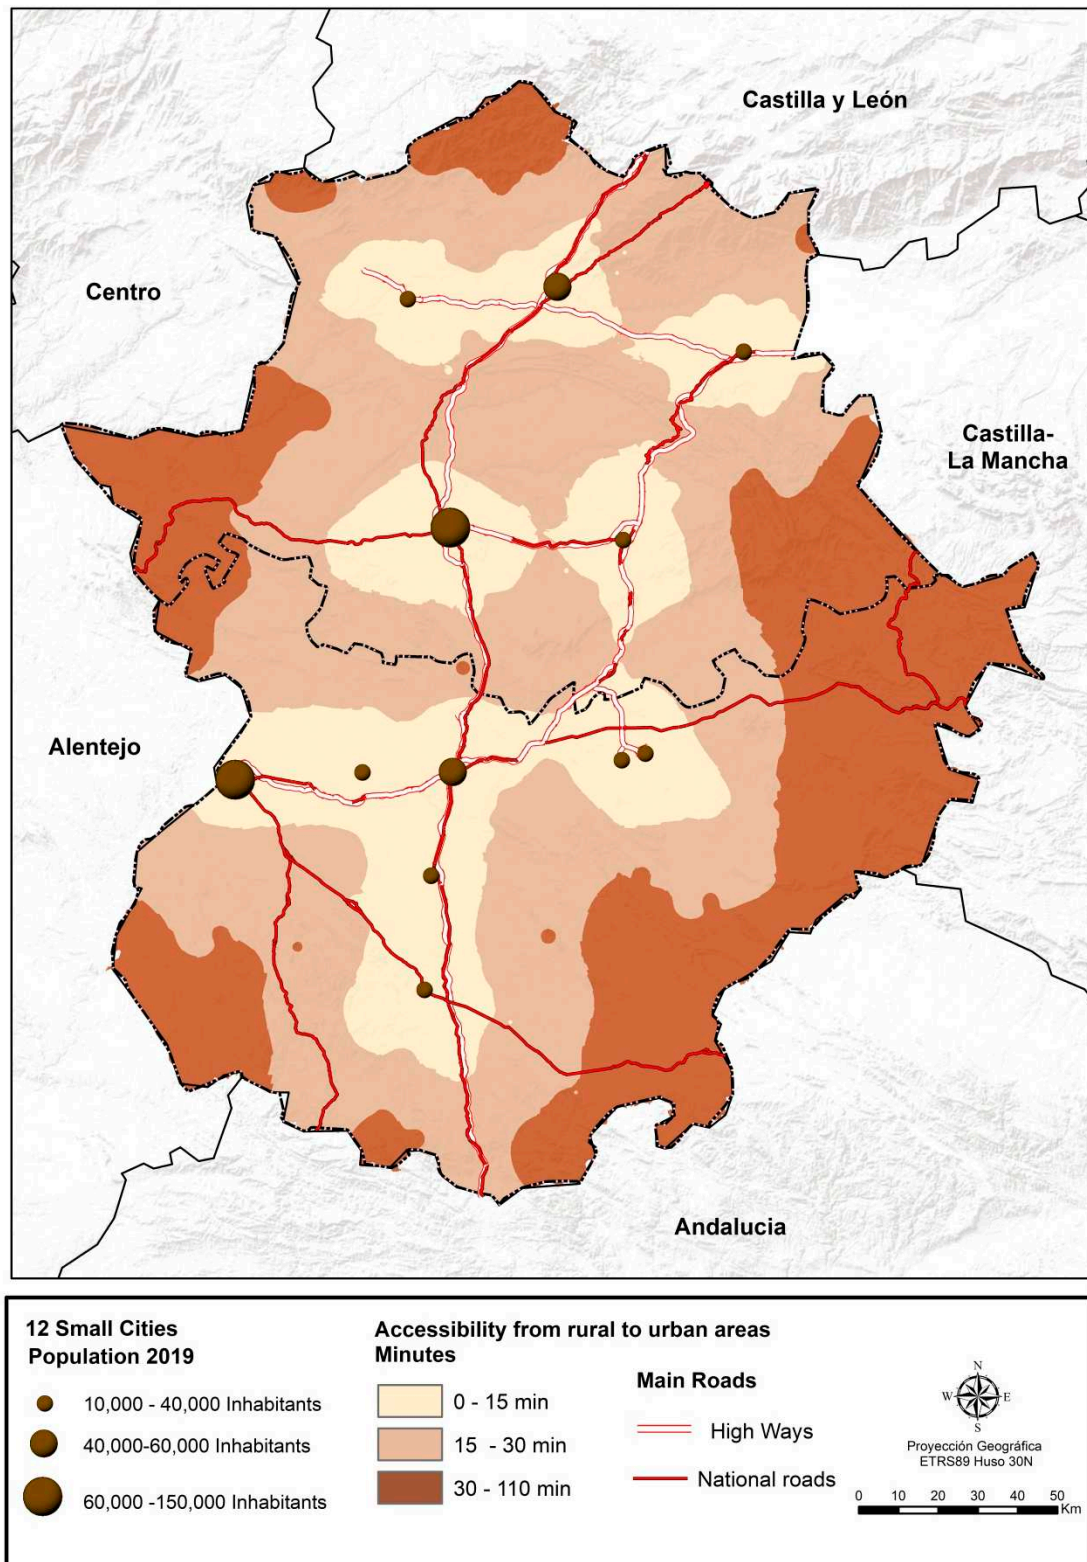 Castilla y León
Centro
Castilla-
La Mancha
Alentejo
Andalucia
12 Small Cities
Population 2019
10,000 - 40,000 Inhabitants
40,000-60,000 Inhabitants
60,000 -150,000 Inhabitants
Accessibility from rural to urban areas
Minutes
0 - 15 min
15 - 30 min
30 - 110 min
Main Roads
High Ways
National roads
N
W E
S
Proyección Geográfica
ETRS89 Huso 30N
0 10 20 30 40 50
Km